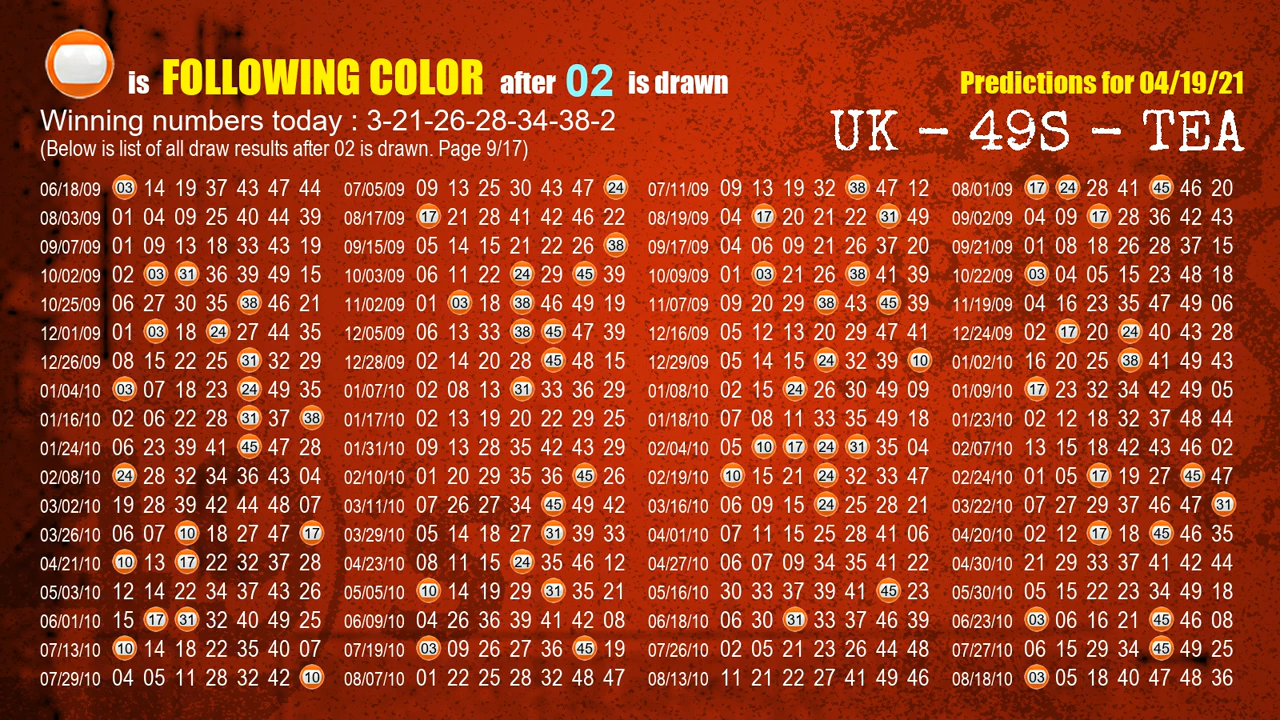 is FOLLOWING COLOR after 02 is drawn
Predictions for 04/19/21
Winning numbers today : 3-21-26-28-34-38-2
UK - 49S - TEA
(Below is list of all draw results after 02 is drawn. Page 9/17)
06/18/09 03 14 19 37 43 47 44 07/05/09 09 13 25 30 43 47 24 07/11/09 09 13 19 32 38 47 12 08/01/09 17 24 28 41 45 46 20
08/03/09 01 04 09 25 40 44 39 08/17/09 17 21 28 41 42 46 22 08/19/09 04 17 20 21 22 31 49 09/02/09 04 09 17 28 36 42 43
09/07/09 01 09 13 18 33 43 19 09/15/09 05 14 15 21 22 26 38 09/17/09 04 06 09 21 26 37 20 09/21/09 01 08 18 26 28 37 15
10/02/09 02 03 31 36 39 49 15 10/03/09 06 11 22 24 29 45 39 10/09/09 01 03 21 26 38 41 39 10/22/09 03 04 05 15 23 48 18
10/25/09 06 27 30 35 38 46 21 11/02/09 01 03 18 38 46 49 19 11/07/09 09 20 29 38 43 45 39 11/19/09 04 16 23 35 47 49 06
12/01/09 01 03 18 24 27 44 35 12/05/09 06 13 33 38 45 47 39 12/16/09 05 12 13 20 29 47 41 12/24/09 02 17 20 24 40 43 28
12/26/09 08 15 22 25 31 32 29 12/28/09 02 14 20 28 45 48 15 12/29/09 05 14 15 24 32 39 10 01/02/10 16 20 25 38 41 49 43
01/04/10 03 07 18 23 24 49 35 01/07/10 02 08 13 31 33 36 29 01/08/10 02 15 24 26 30 49 09 01/09/10 17 23 32 34 42 49 05
01/16/10 02 06 22 28 31 37 38 01/17/10 02 13 19 20 22 29 25 01/18/10 07 08 11 33 35 49 18 01/23/10 02 12 18 32 37 48 44
01/24/10 06 23 39 41 45 47 28 01/31/10 09 13 28 35 42 43 29 02/04/10 05 10 17 24 31 35 04 02/07/10 13 15 18 42 43 46 02
02/08/10 24 28 32 34 36 43 04 02/10/10 01 20 29 35 36 45 26 02/19/10 10 15 21 24 32 33 47 02/24/10 01 05 17 19 27 45 47
03/02/10 19 28 39 42 44 48 07 03/11/10 07 26 27 34 45 49 42 03/16/10 06 09 15 24 25 28 21 03/22/10 07 27 29 37 46 47 31
03/26/10 06 07 10 18 27 47 17 03/29/10 05 14 18 27 31 39 33 04/01/10 07 11 15 25 28 41 06 04/20/10 02 12 17 18 45 46 35
04/21/10 10 13 17 22 32 37 28 04/23/10 08 11 15 24 35 46 12 04/27/10 06 07 09 34 35 41 22 04/30/10 21 29 33 37 41 42 44
05/03/10 12 14 22 34 37 43 26 05/05/10 10 14 19 29 31 35 21 05/16/10 30 33 37 39 41 45 23 05/30/10 05 15 22 23 34 49 18
06/01/10 15 17 31 32 40 49 25 06/09/10 04 26 36 39 41 42 08 06/18/10 06 30 31 33 37 46 39 06/23/10 03 06 16 21 45 46 08
07/13/10 10 14 18 22 35 40 07 07/19/10 03 09 26 27 36 45 19 07/26/10 02 05 21 23 26 44 48 07/27/10 06 15 29 34 45 49 25
07/29/10 04 05 11 28 32 42 10 08/07/10 01 22 25 28 32 48 47 08/13/10 11 21 22 27 41 49 46 08/18/10 03 05 18 40 47 48 36